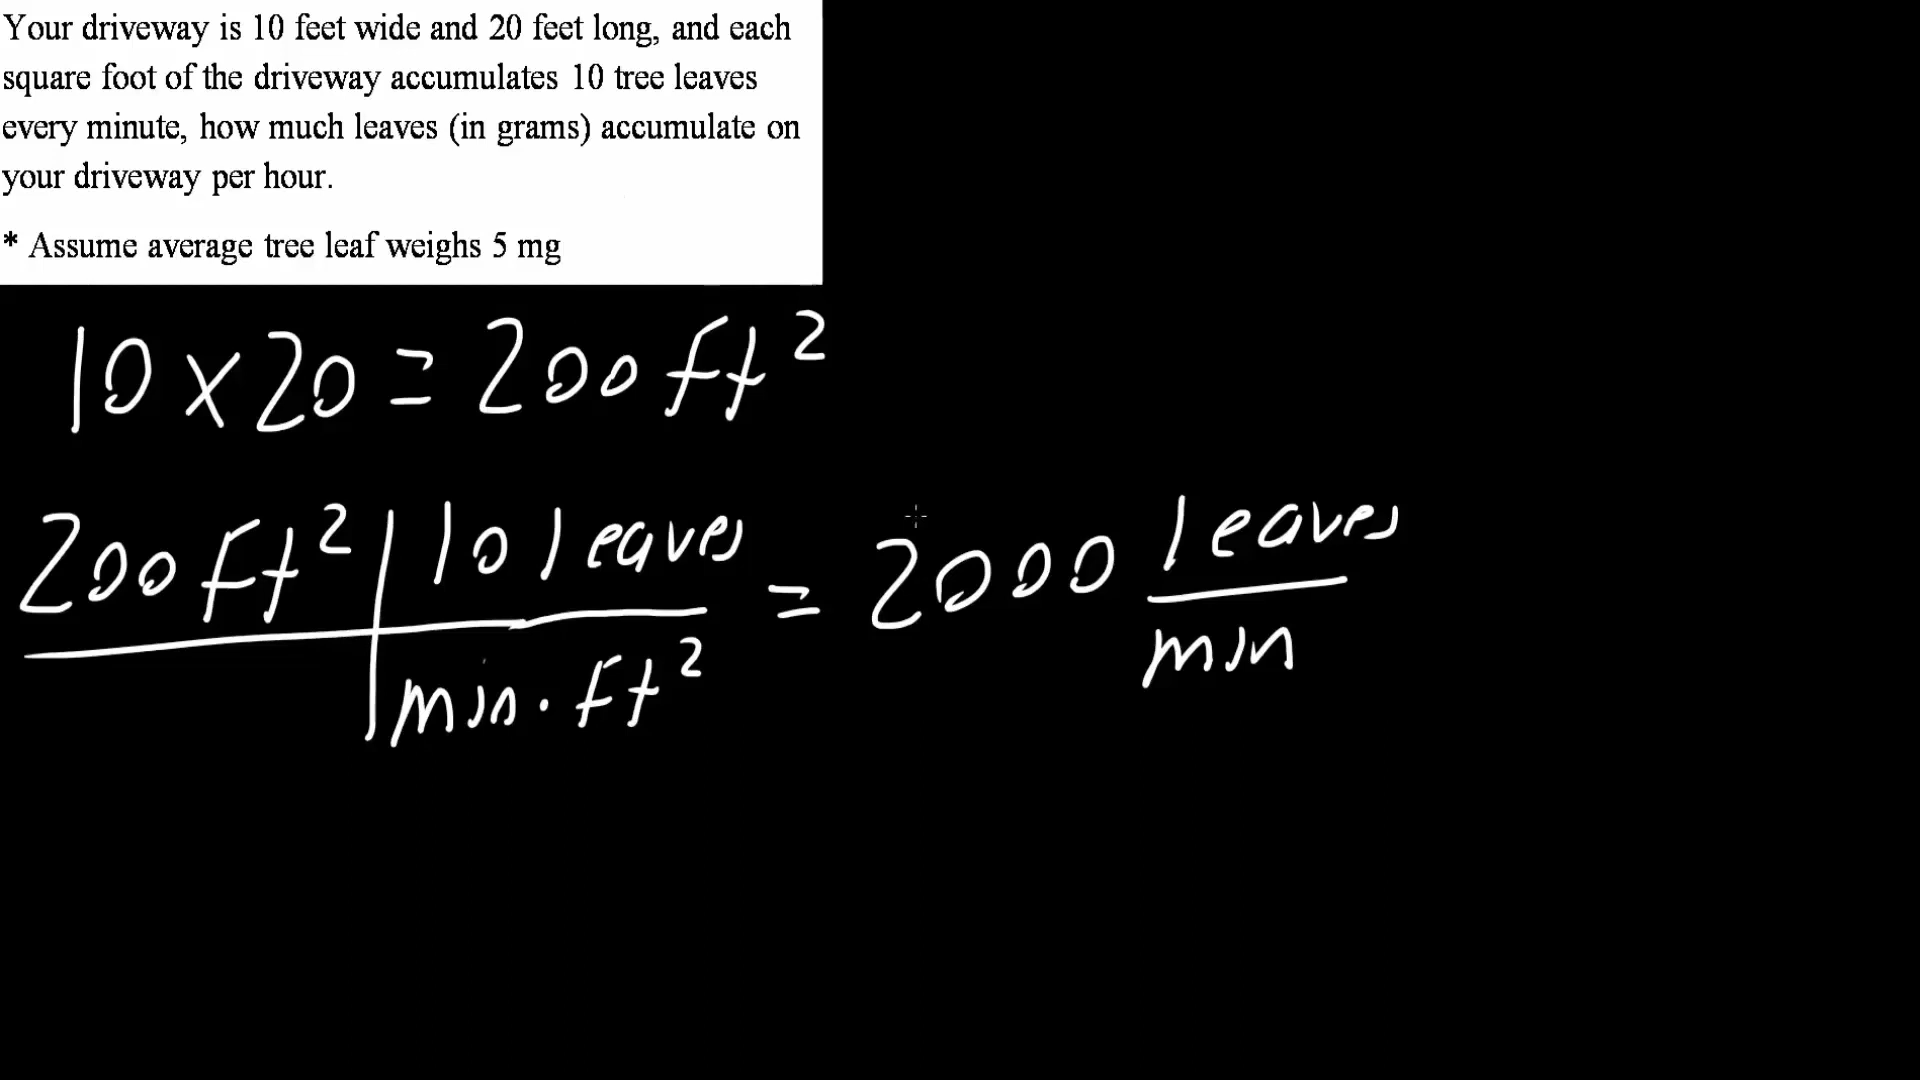 Your driveway is 10 feet wide and 20 feet long, and each
square foot of the driveway accumulates 10 tree leaves
every minute, how much leaves (in grams) accumulate on
your driveway per hour.
* Assume average tree leaf weighs 5 mg
10 x 20 = 200 ft²
200 ft² | 10 leaves = 2000 leaves
min · ft² min